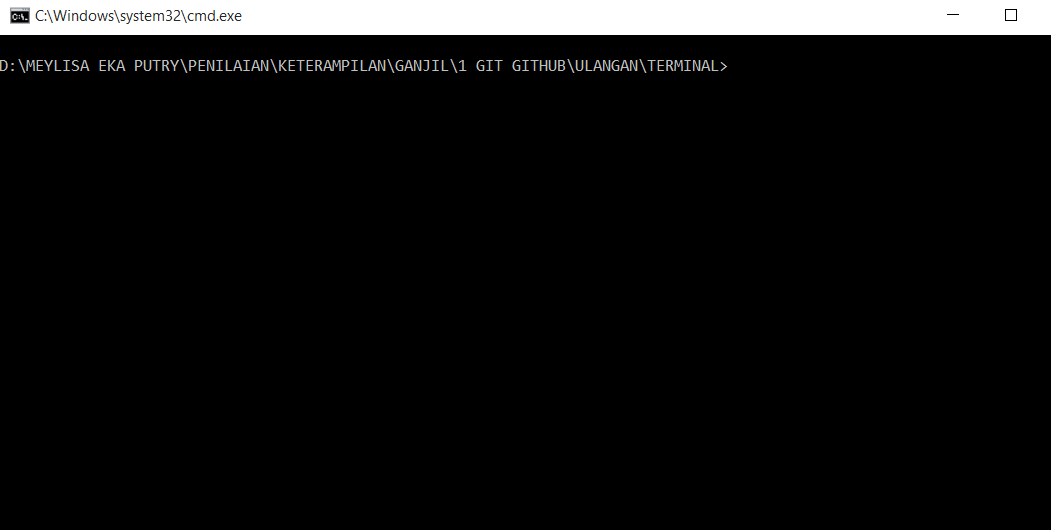 C:\Windows\system32\cmd.exe
D:\MEYLISA EKA PUTRY\PENILAIAN\KETERAMPILAN\GANJIL\1 GIT GITHUB\ULANGAN\TERMINAL>